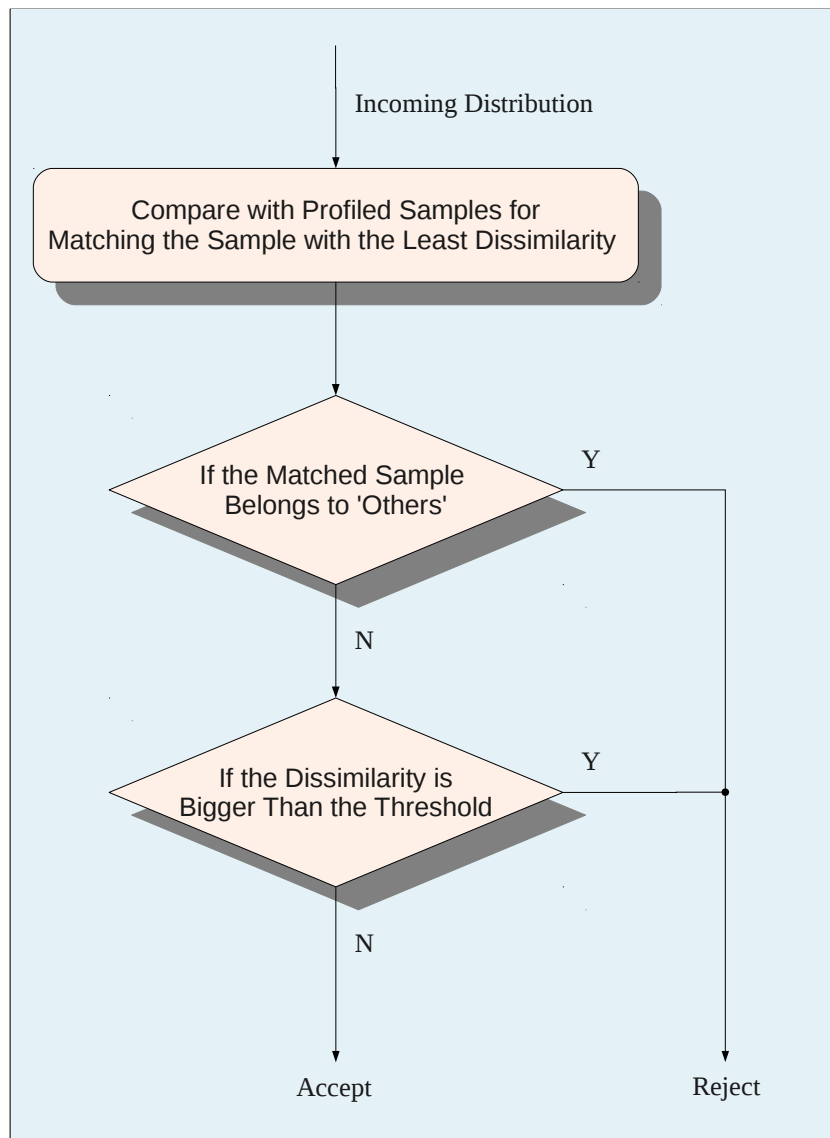 Incoming Distribution
Compare with Profiled Samples for
Matching the Sample with the Least Dissimilarity
Y
If the Matched Sample
Belongs to 'Others'
N
Y
If the Dissimilarity is
Bigger Than the Threshold
N
Accept
Reject